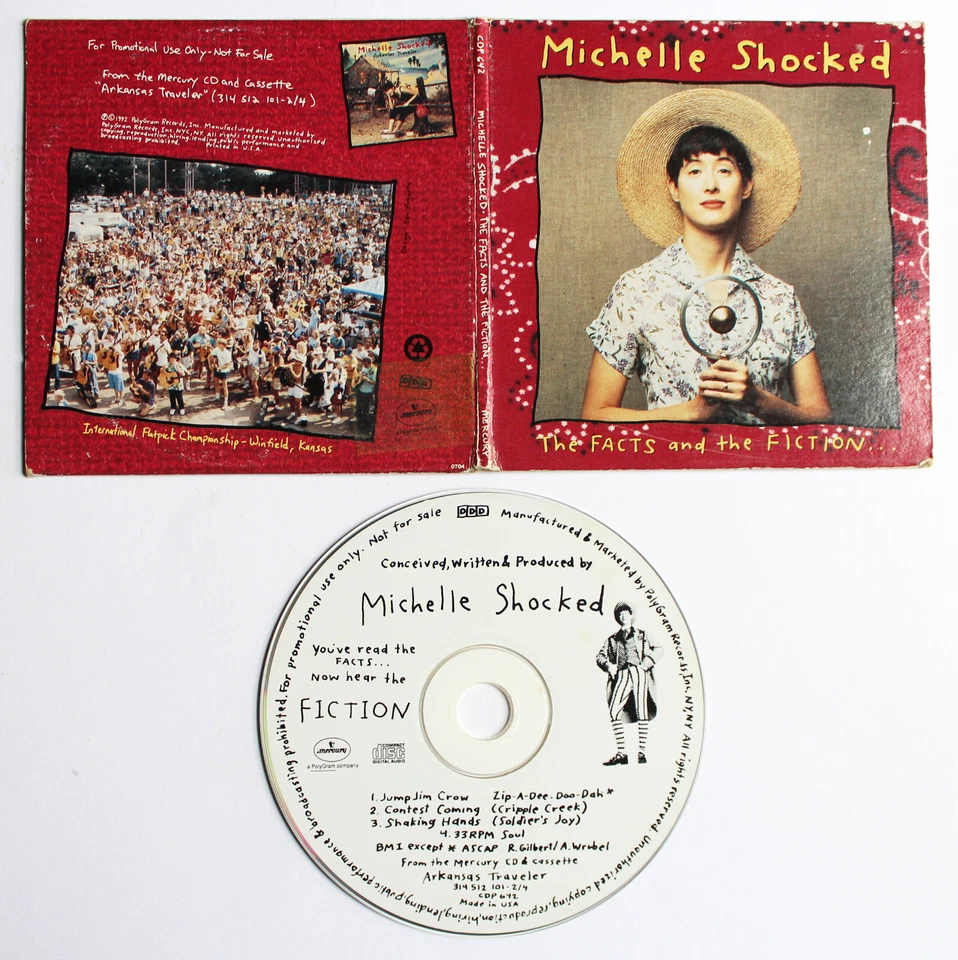 For Promotional Use Only-Not For Sale
From the Mercury CD and Cassette
"Arkansas Traveler" (314 512 101-2/4)
℗©1992 PolyGram Records, Inc. Manufactured and marketed by
PolyGram Records, Inc. NYC, NY All rights reserved. Unauthorized
copying, reproduction, hiring, lending, public performance and
broadcasting prohibited. Printed in U.S.A.
Michelle Shocked
Arkansas Traveler
International Flatpick Championship - Winfield, Kansas
DDD
mercury
0704
CDP 642 MICHELLE SHOCKED · THE FACTS AND THE FICTION... MERCURY
Michelle Shocked
The FACTS and the FICTION...
For promotional use only. Not for sale DDD Manufactured & Marketed by PolyGram Records, Inc, NY, NY All rights reserved. Unauthorized copying, reproduction, hiring, lending, public performance & broadcasting prohibited.
Conceived, Written & Produced by
Michelle Shocked
You've read the
FACTS...
Now hear the
FICTION
mercury
a PolyGram company
COMPACT
disc
DIGITAL AUDIO
1. Jump Jim Crow Zip-A-Dee-Doo-Dah*
2. Contest Coming (Cripple Creek)
3. Shaking Hands (Soldier's Joy)
4. 33RPM Soul
BMI except * ASCAP R. Gilbert/A. Wrubel
From the Mercury CD & Cassette
Arkansas Traveler
314 512 101-2/4
CDP 642
Made in USA